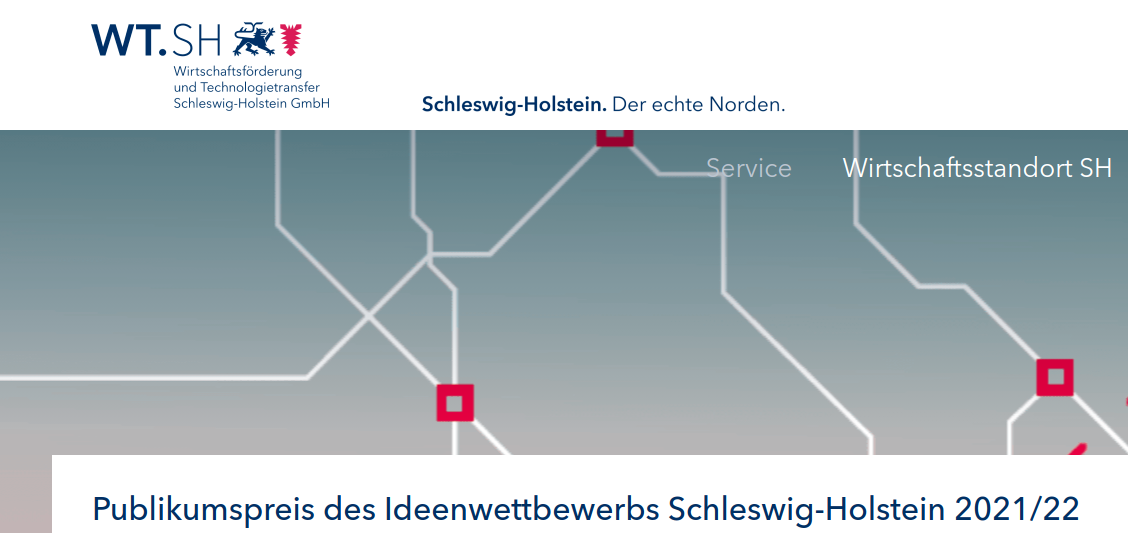 WT.SH
Wirtschaftsförderung
und Technologietransfer
Schleswig-Holstein GmbH
Schleswig-Holstein. Der echte Norden.
Service Wirtschaftsstandort SH
Publikumspreis des Ideenwettbewerbs Schleswig-Holstein 2021/22